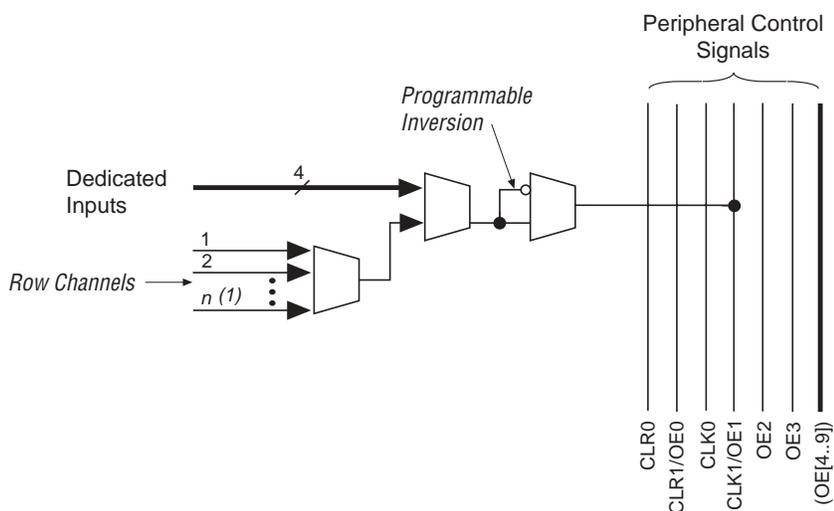 Peripheral Control
Signals
Programmable
Inversion
4
Dedicated
Inputs
1
2
n (1)
Row Channels
CLR0
CLR1/OE0
CLK0
CLK1/OE1
OE2
OE3
(OE[4..9])